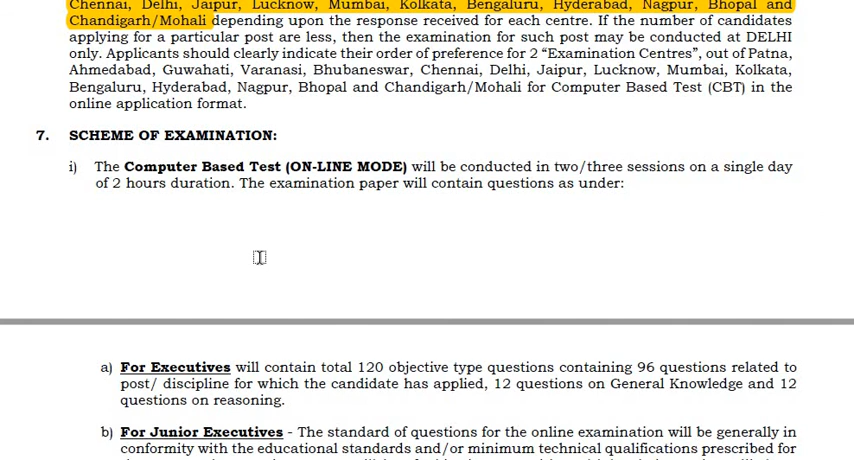 Chennai, Delhi, Jaipur, Lucknow, Mumbai, Kolkata, Bengaluru, Hyderabad, Nagpur, Bhopal and
Chandigarh/Mohali depending upon the response received for each centre. If the number of candidates
applying for a particular post are less, then the examination for such post may be conducted at DELHI
only. Applicants should clearly indicate their order of preference for 2 “Examination Centres”, out of Patna,
Ahmedabad, Guwahati, Varanasi, Bhubaneswar, Chennai, Delhi, Jaipur, Lucknow, Mumbai, Kolkata,
Bengaluru, Hyderabad, Nagpur, Bhopal and Chandigarh/Mohali for Computer Based Test (CBT) in the
online application format.
7. SCHEME OF EXAMINATION:
i) The Computer Based Test (ON-LINE MODE) will be conducted in two/three sessions on a single day
of 2 hours duration. The examination paper will contain questions as under:
a) For Executives will contain total 120 objective type questions containing 96 questions related to
post/ discipline for which the candidate has applied, 12 questions on General Knowledge and 12
questions on reasoning.
b) For Junior Executives - The standard of questions for the online examination will be generally in
conformity with the educational standards and/or minimum technical qualifications prescribed for